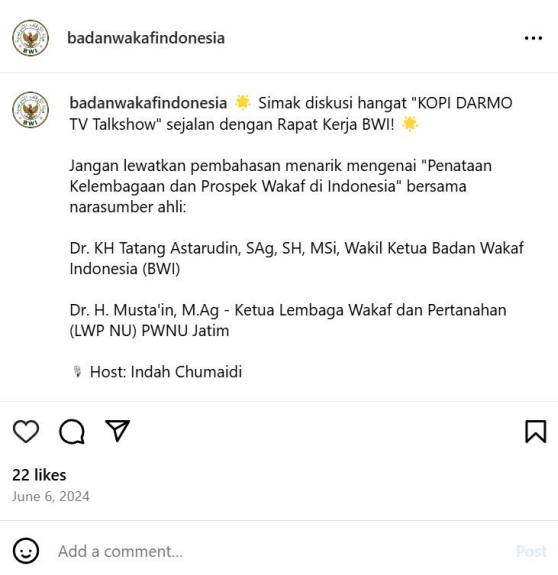 badanwakafindonesia
badanwakafindonesia 🌟 Simak diskusi hangat "KOPI DARMO
TV Talkshow" sejalan dengan Rapat Kerja BWI! 🌟
Jangan lewatkan pembahasan menarik mengenai "Penataan
Kelembagaan dan Prospek Wakaf di Indonesia" bersama
narasumber ahli:
Dr. KH Tatang Astarudin, SAg, SH, MSi, Wakil Ketua Badan Wakaf
Indonesia (BWI)
Dr. H. Musta'in, M.Ag - Ketua Lembaga Wakaf dan Pertanahan
(LWP NU) PWNU Jatim
🎙 Host: Indah Chumaidi
22 likes
June 6, 2024
Add a comment...
Post